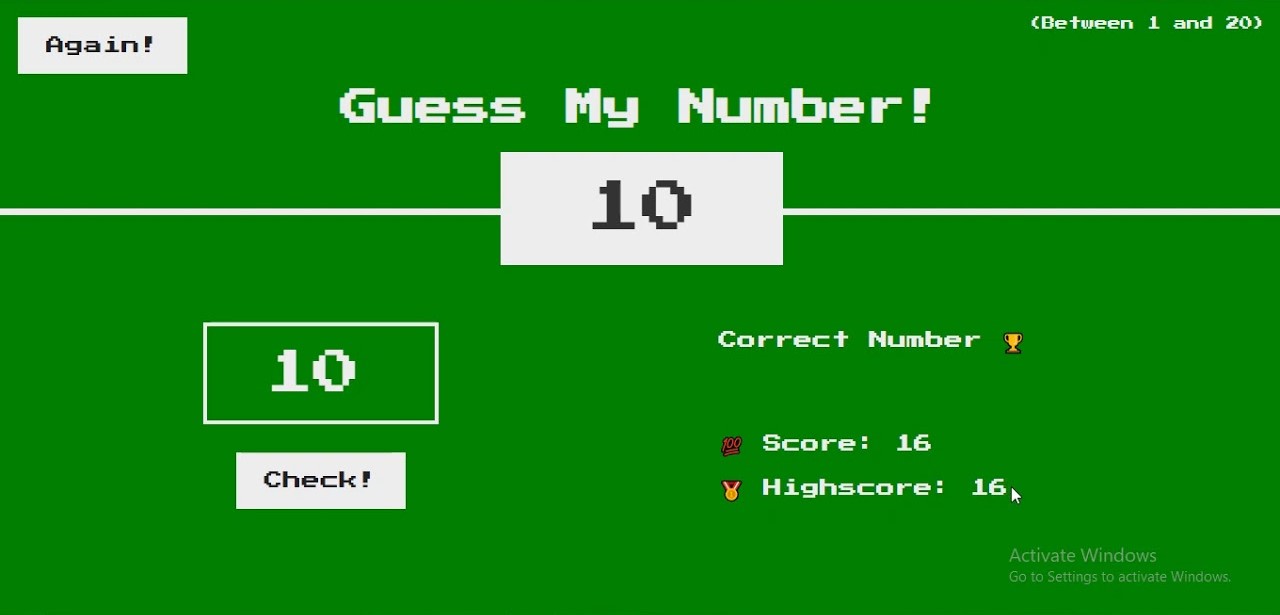 Again!
(Between 1 and 20)
Guess My Number!
10
10
Check!
Correct Number 🏆
💯 Score: 16
🥇 Highscore: 16
Activate Windows
Go to Settings to activate Windows.